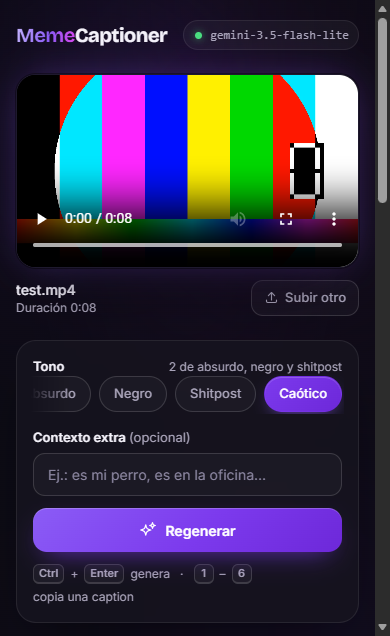 MemeCaptioner
gemini-3.5-flash-lite
0:00 / 0:08
test.mp4
Duración 0:08
Subir otro
Tono
2 de absurdo, negro y shitpost
bsurdo
Negro
Shitpost
Caótico
Contexto extra (opcional)
Ej.: es mi perro, es en la oficina...
Regenerar
Ctrl + Enter genera · 1 – 6
copia una caption